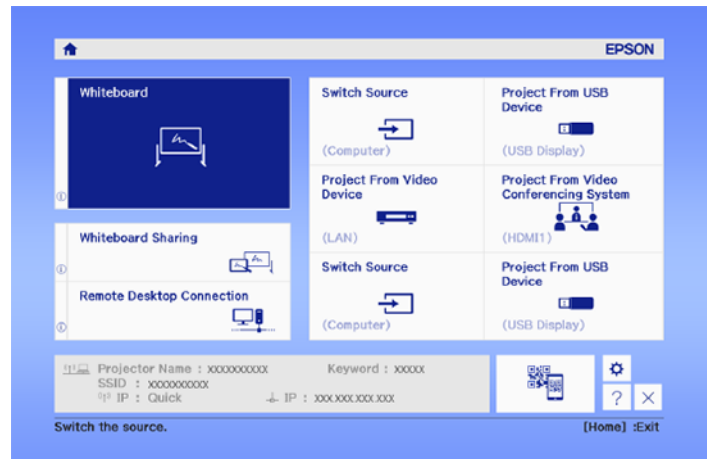 EPSON
Whiteboard
Whiteboard Sharing
Remote Desktop Connection
Switch Source
(Computer)
Project From USB
Device
(USB Display)
Project From Video
Device
(LAN)
Project From Video
Conferencing System
(HDMI1)
Switch Source
(Computer)
Project From USB
Device
(USB Display)
Projector Name : xxxxxxxxxx Keyword : xxxxx
SSID : xxxxxxxxxx
IP : Quick IP : xxx.xxx.xxx.xxx
?
Switch the source. [Home] :Exit